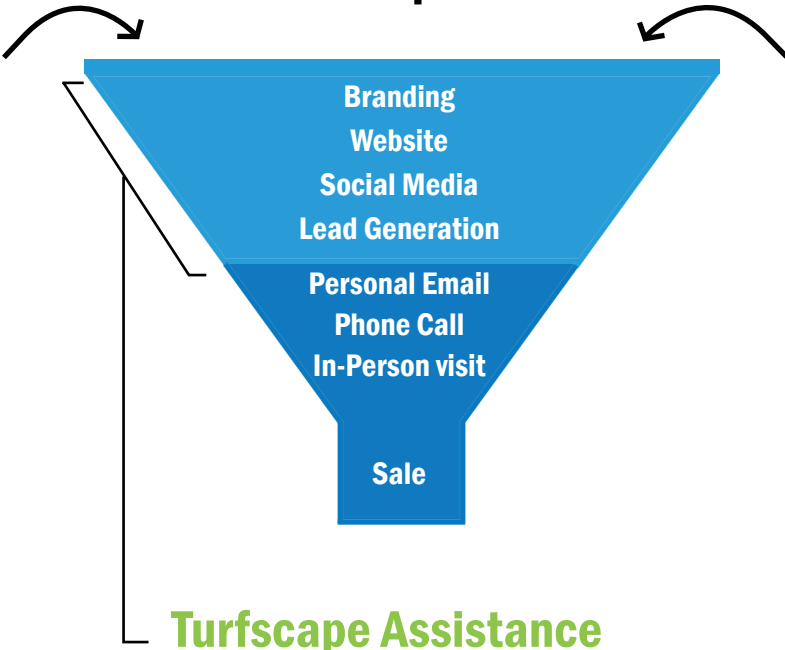 Branding
Website
Social Media
Lead Generation
Personal Email
Phone Call
In-Person visit
Sale
Turfscape Assistance